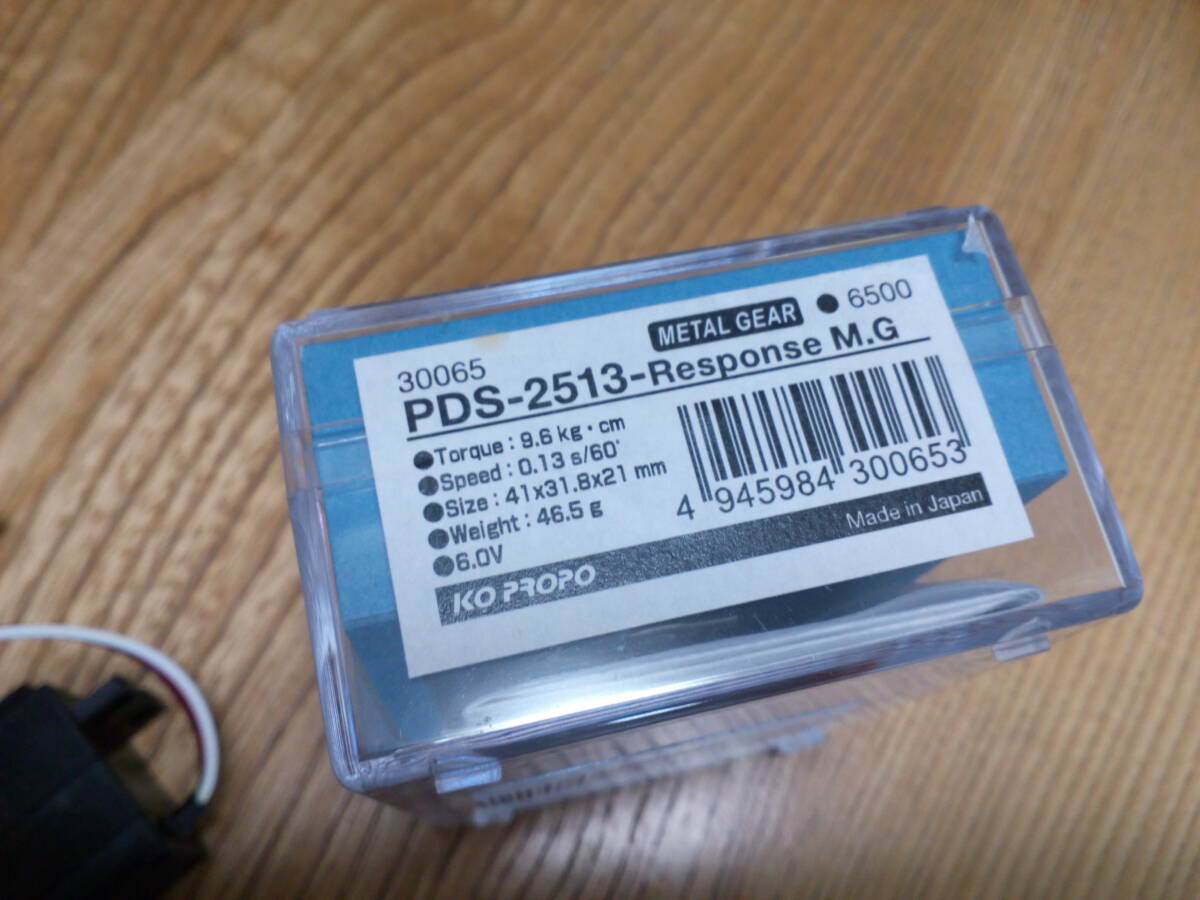 30065
METAL GEAR ● 6500
PDS-2513-Response M.G
●Torque : 9.6 kg・cm
●Speed : 0.13 s/60°
●Size : 41x31.8x21 mm
●Weight : 46.5 g
●6.0V
4 945984 300653
KO PROPO
Made in Japan